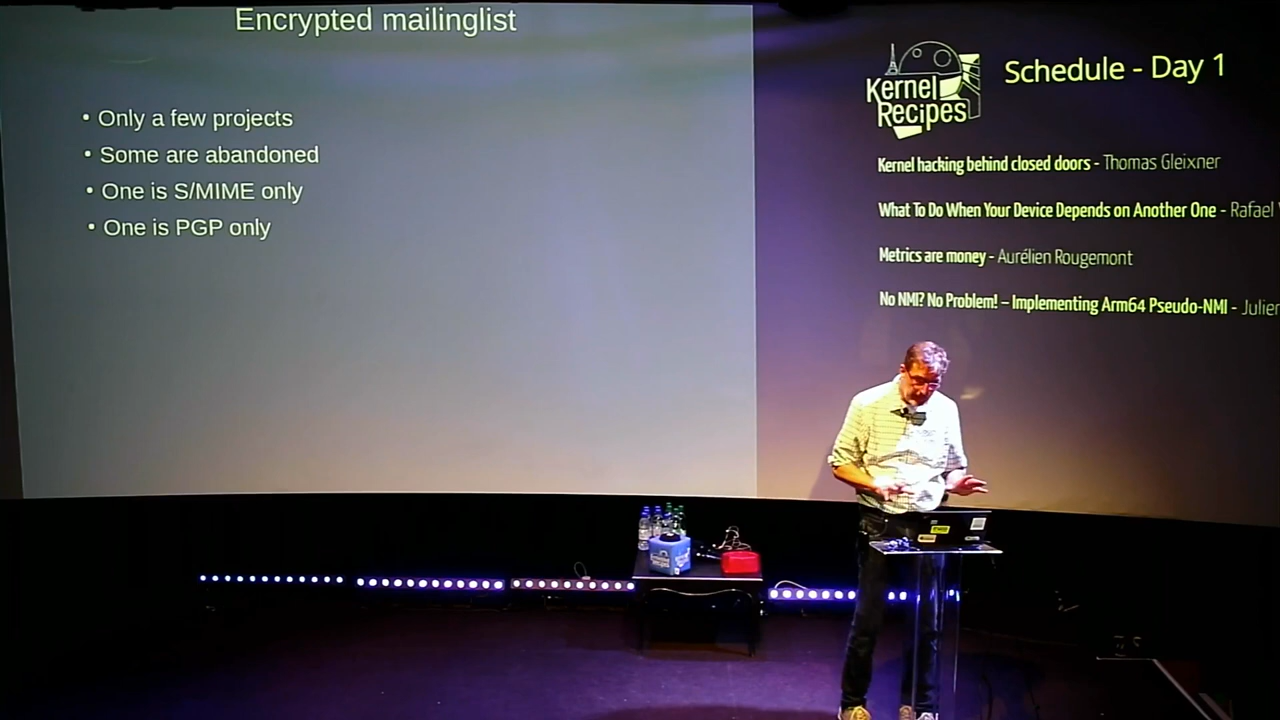 Encrypted mailinglist
• Only a few projects
• Some are abandoned
• One is S/MIME only
• One is PGP only
Kernel
Recipes
Schedule - Day 1
Kernel hacking behind closed doors - Thomas Gleixner
What To Do When Your Device Depends on Another One - Rafael
Metrics are money - Aurélien Rougemont
No NMI? No Problem! – Implementing Arm64 Pseudo-NMI - Julien